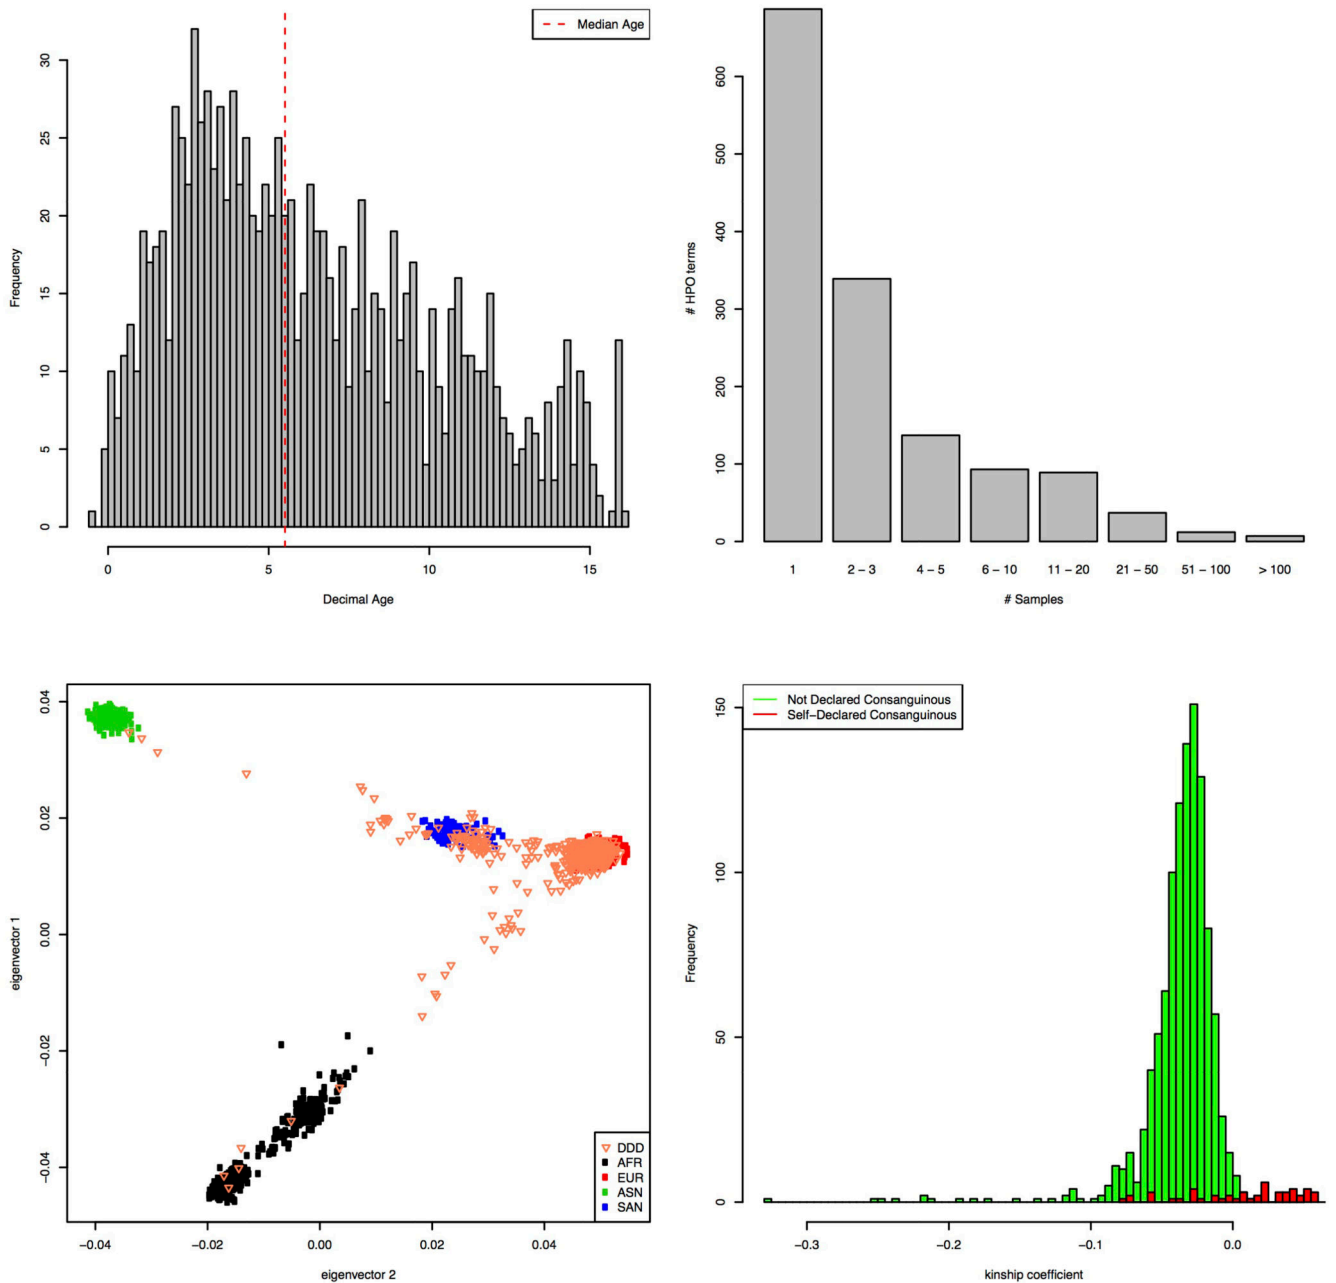 Median Age
Frequency
0
5
10
15
20
25
30
0 5 10 15
Decimal Age
# HPO terms
0
100
200
300
400
500
600
1 2 − 3 4 − 5 6 − 10 11 − 20 21 − 50 51 − 100 > 100
# Samples
eigenvector 1
−0.04
−0.02
0.00
0.02
0.04
DDD
AFR
EUR
ASN
SAN
−0.04 −0.02 0.00 0.02 0.04
eigenvector 2
Not Declared Consanguinous
Self−Declared Consanguinous
Frequency
0
50
100
150
−0.3 −0.2 −0.1 0.0
kinship coefficient